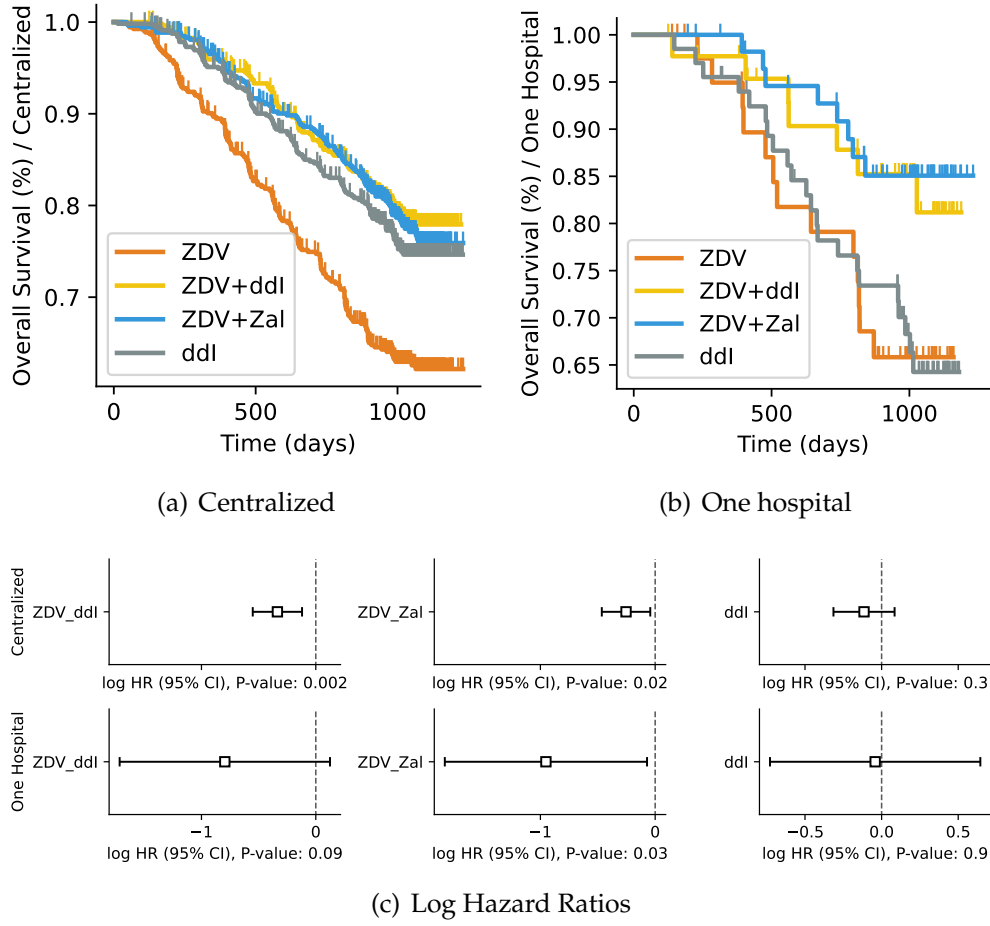 Overall Survival (%) / Centralized
1.0
0.9
0.8
0.7
ZDV
ZDV+ddI
ZDV+Zal
ddI
0
500
1000
Time (days)
(a) Centralized
Overall Survival (%) / One Hospital
1.00
0.95
0.90
0.85
0.80
0.75
0.70
0.65
ZDV
ZDV+ddI
ZDV+Zal
ddI
0
500
1000
Time (days)
(b) One hospital
Centralized
ZDV_ddI
log HR (95% CI), P-value: 0.002
ZDV_Zal
log HR (95% CI), P-value: 0.02
ddI
log HR (95% CI), P-value: 0.3
One Hospital
ZDV_ddI
−1
0
log HR (95% CI), P-value: 0.09
ZDV_Zal
−1
0
log HR (95% CI), P-value: 0.03
ddI
−0.5
0.0
0.5
log HR (95% CI), P-value: 0.9
(c) Log Hazard Ratios